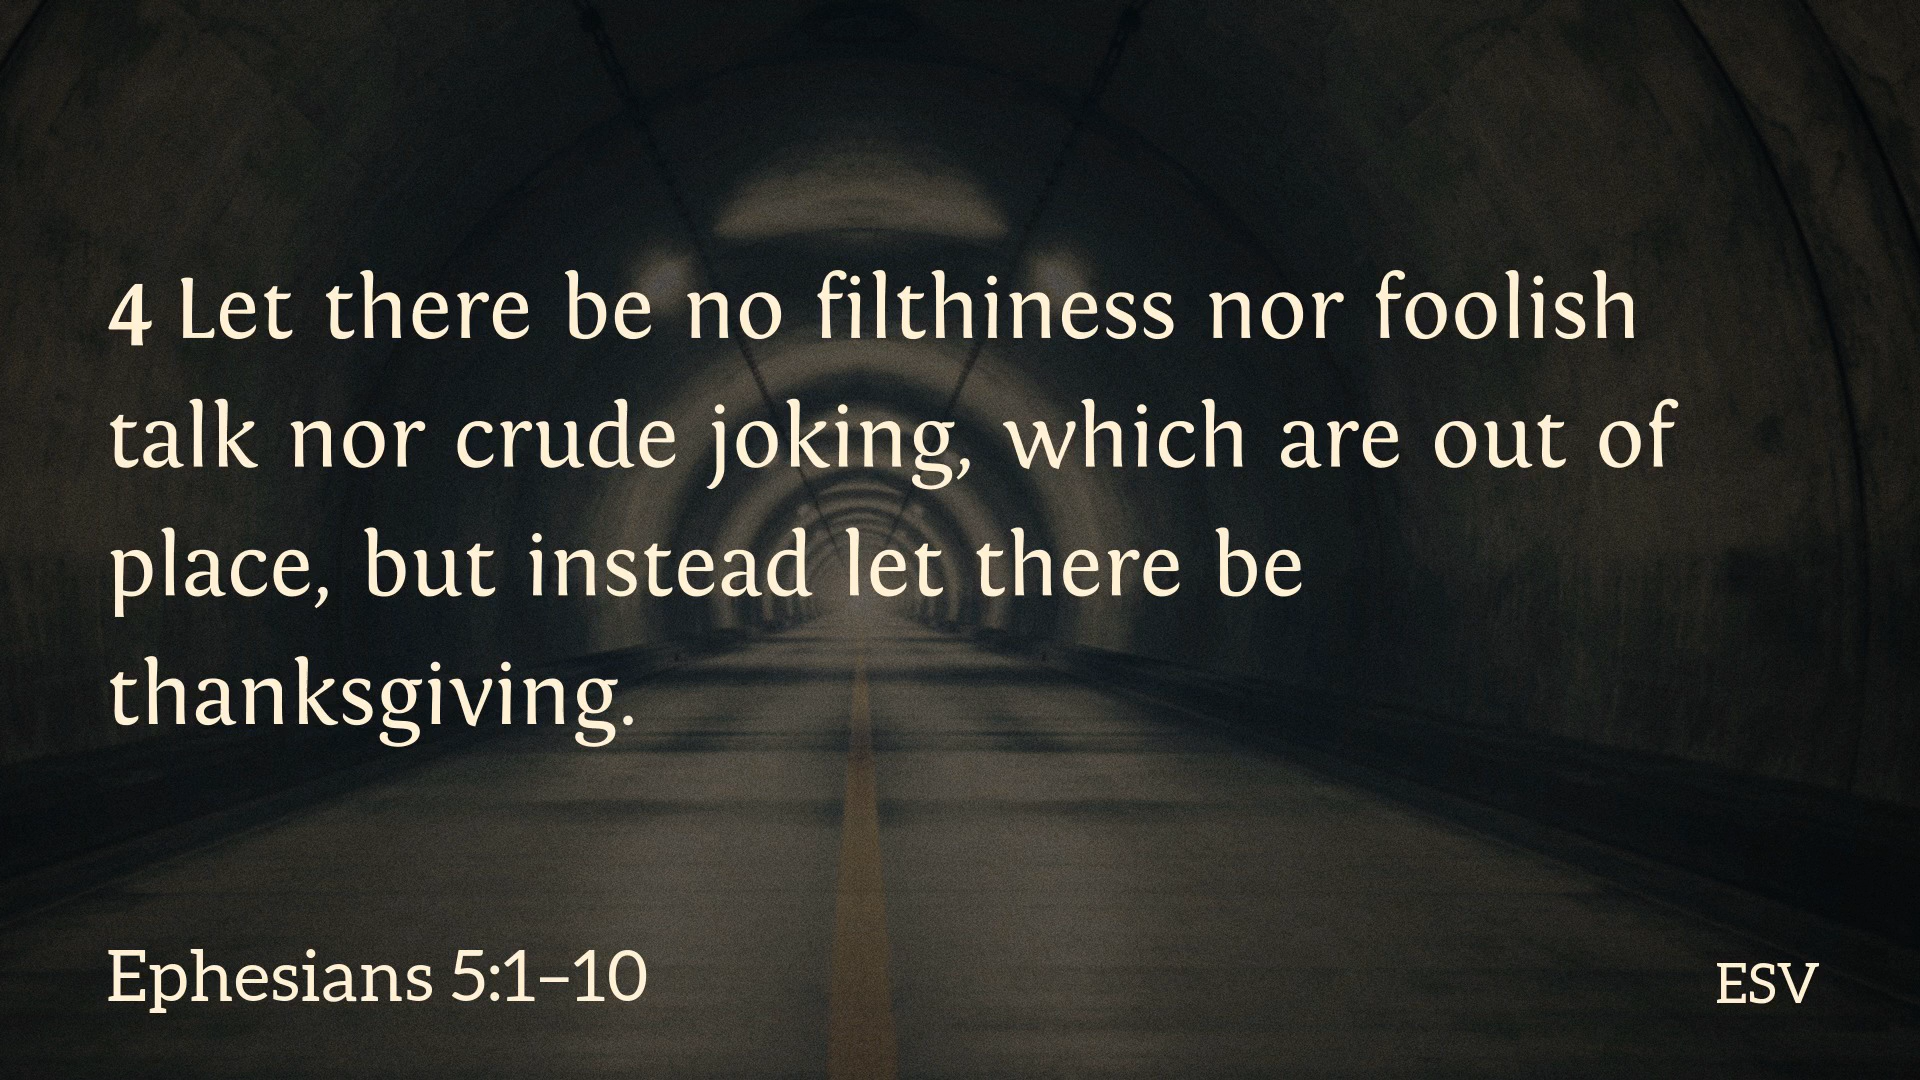 4 Let there be no filthiness nor foolish
talk nor crude joking, which are out of
place, but instead let there be
thanksgiving.
Ephesians 5:1–10
ESV